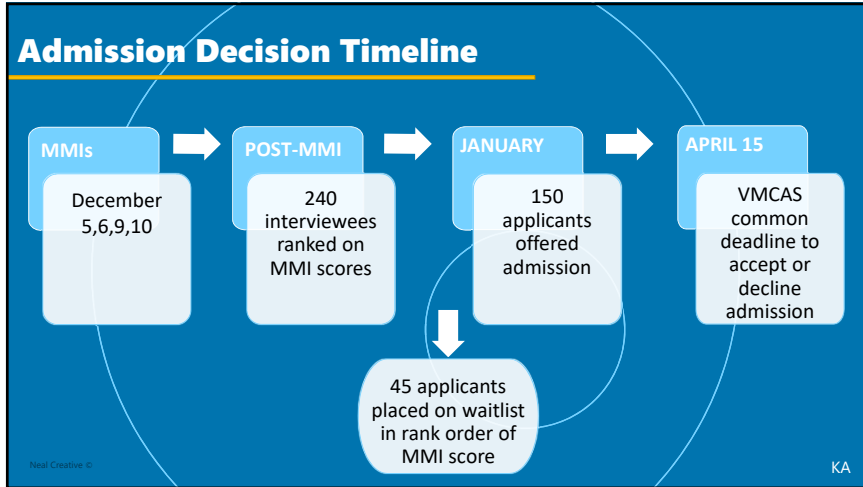 Admission Decision Timeline
MMIs
December
5,6,9,10
POST-MMI
240
interviewees
ranked on
MMI scores
JANUARY
150
applicants
offered
admission
APRIL 15
VMCAS
common
deadline to
accept or
decline
admission
45 applicants
placed on waitlist
in rank order of
MMI score
Neal Creative ©
KA